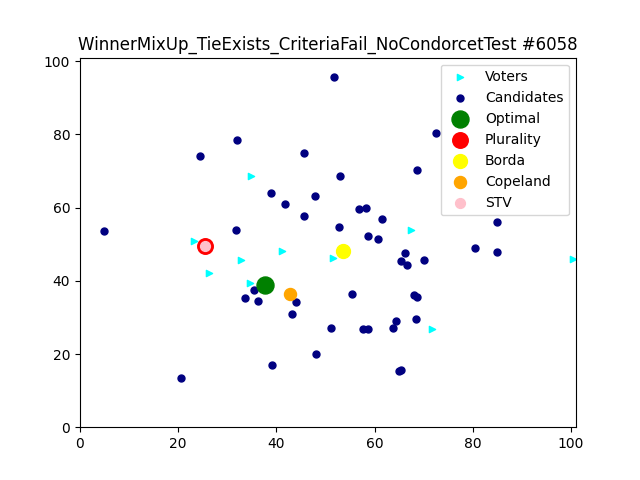 WinnerMixUp_TieExists_CriteriaFail_NoCondorcetTest #6058
100
80
60
40
20
0
0 20 40 60 80 100
Voters
Candidates
Optimal
Plurality
Borda
Copeland
STV